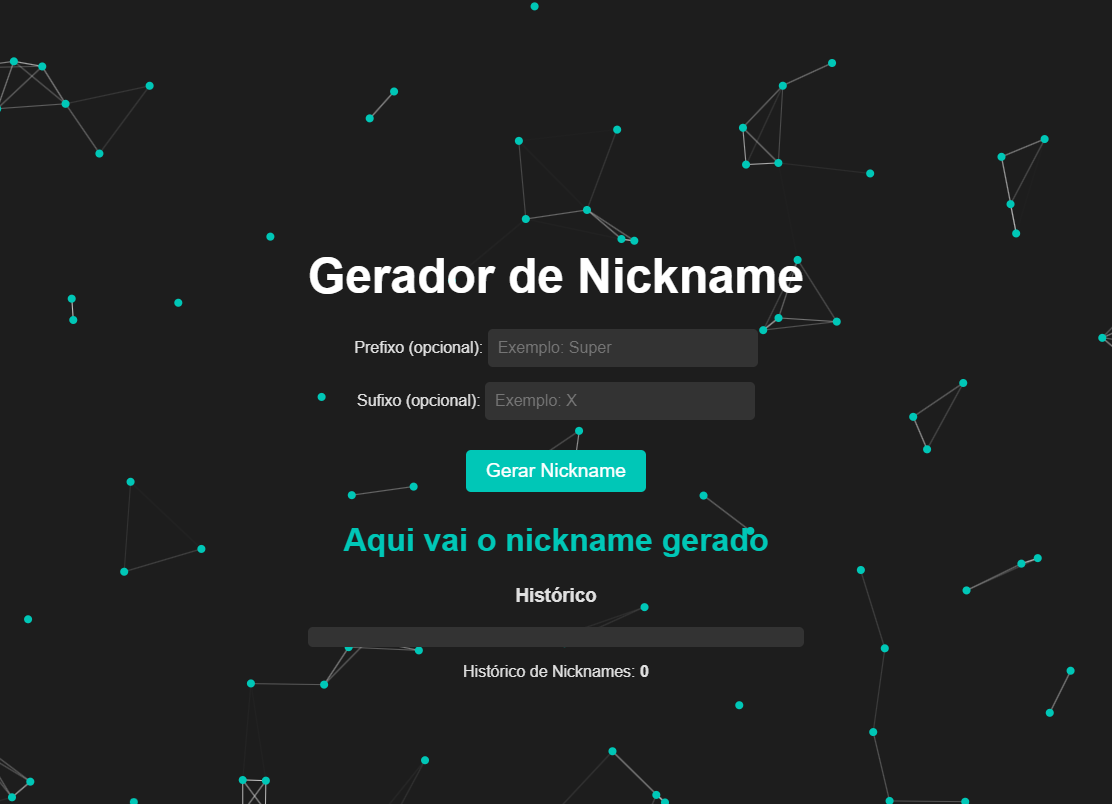 Gerador de Nickname
Prefixo (opcional): Exemplo: Super
Sufixo (opcional): Exemplo: X
Gerar Nickname
Aqui vai o nickname gerado
Histórico
Histórico de Nicknames: 0